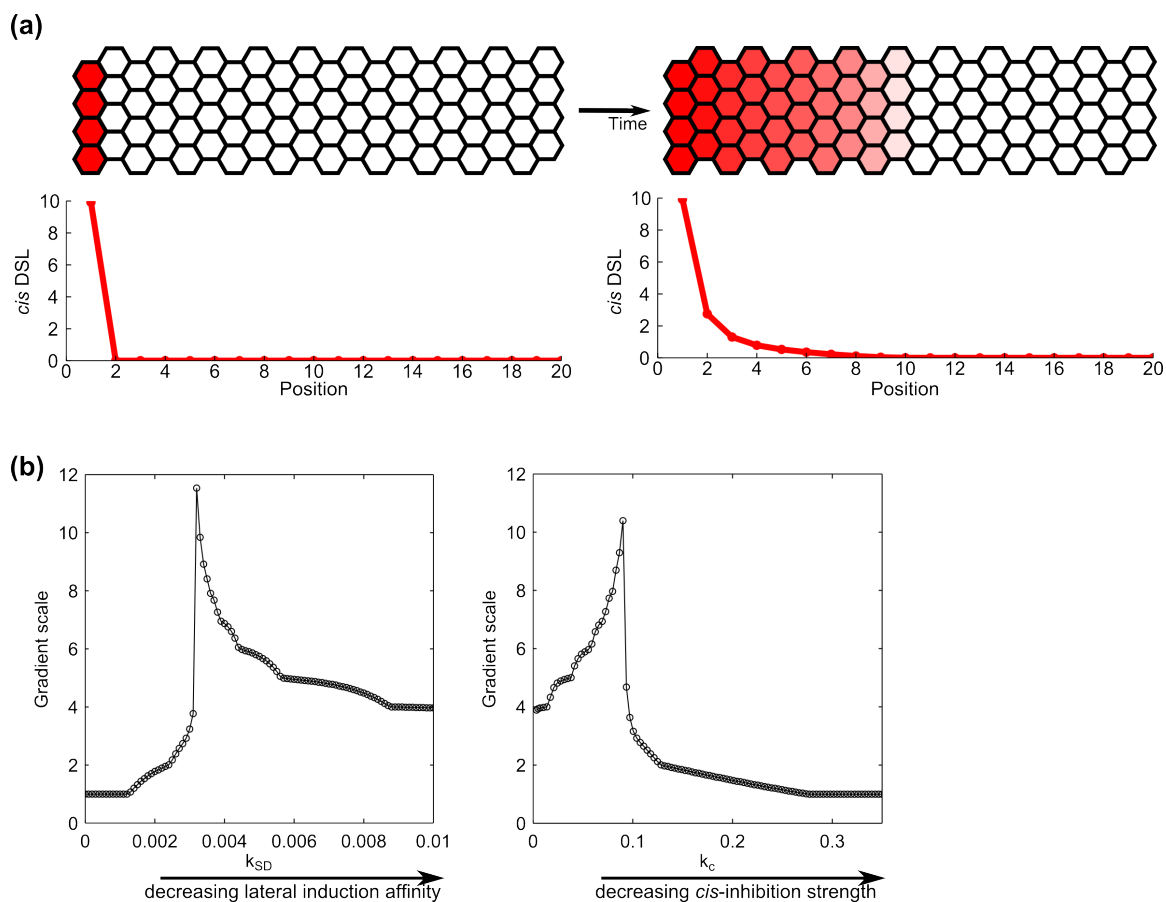 (a)
Time
10
8
6
4
2
0
cis DSL
0 2 4 6 8 10 12 14 16 18 20
Position
10
8
6
4
2
0
cis DSL
0 2 4 6 8 10 12 14 16 18 20
Position
(b)
12
10
8
6
4
2
0
Gradient scale
0 0.002 0.004 0.006 0.008 0.01
kSD
decreasing lateral induction affinity
12
10
8
6
4
2
0
Gradient scale
0 0.1 0.2 0.3
kc
decreasing cis-inhibition strength